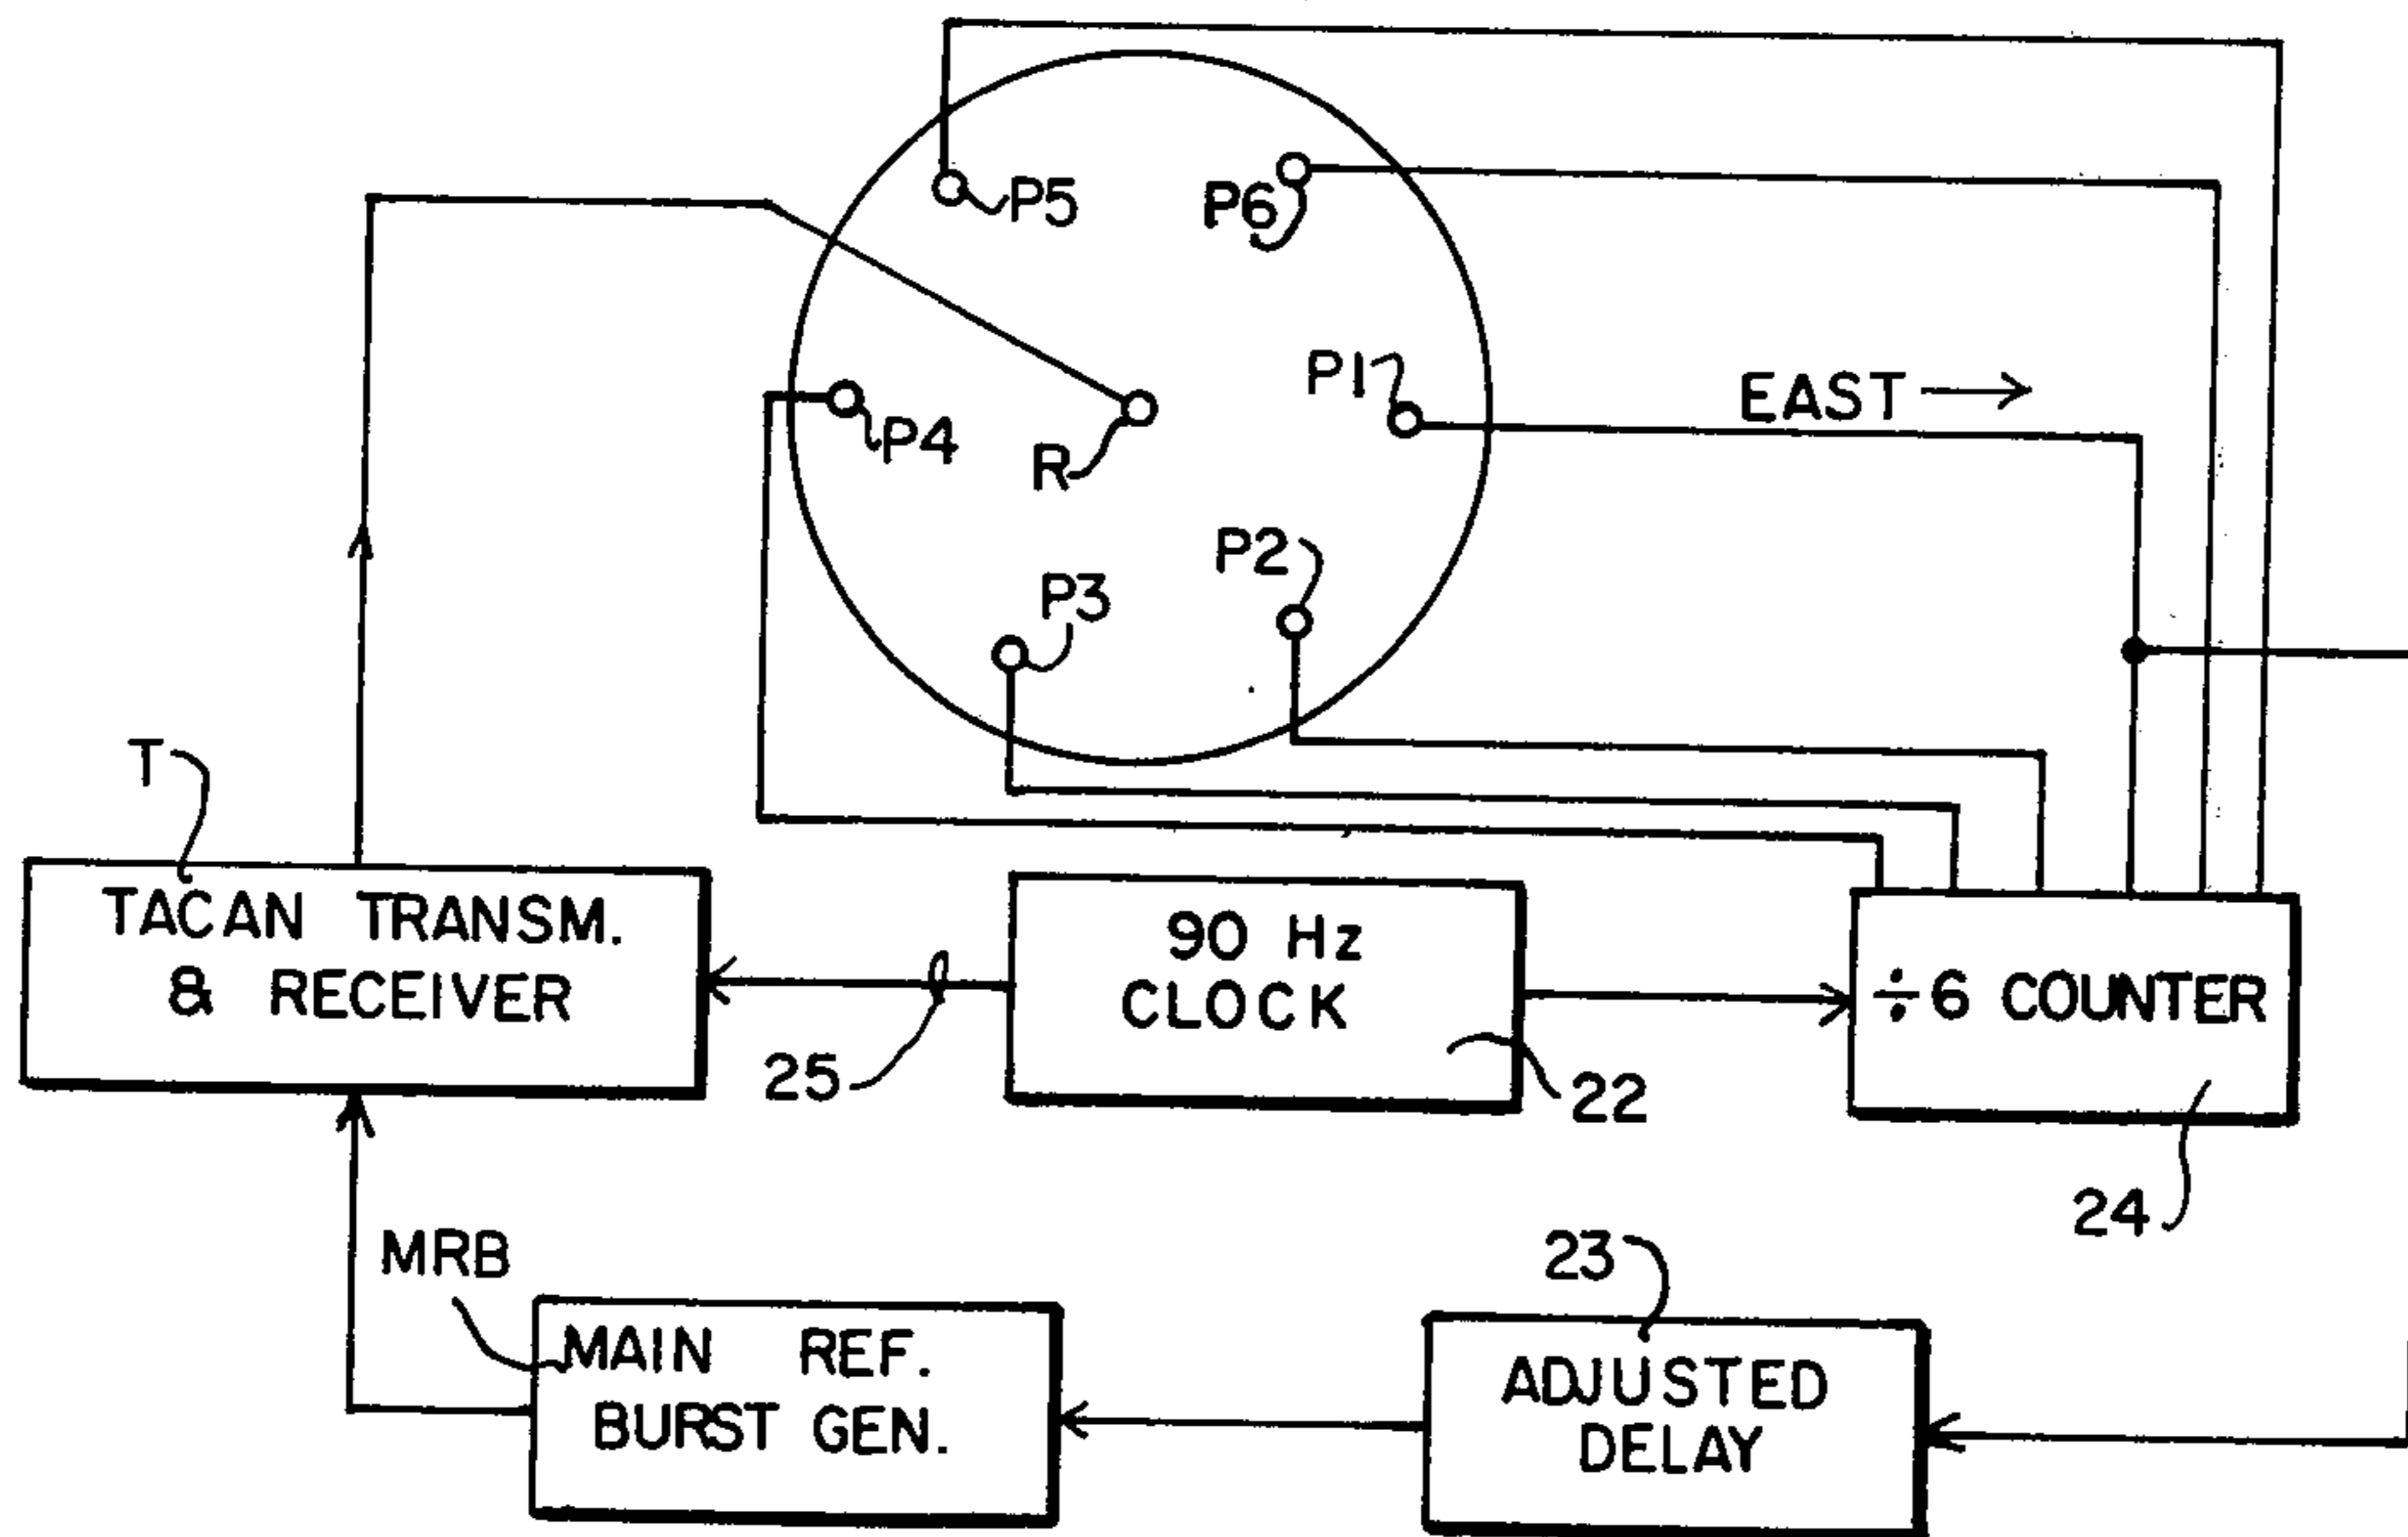 P5
P6
P1
EAST
P4
R
P2
P3
T
TACAN TRANSM.
& RECEIVER
90 Hz
CLOCK
÷6 COUNTER
25
22
24
MRB
23
MAIN REF.
BURST GEN.
ADJUSTED
DELAY